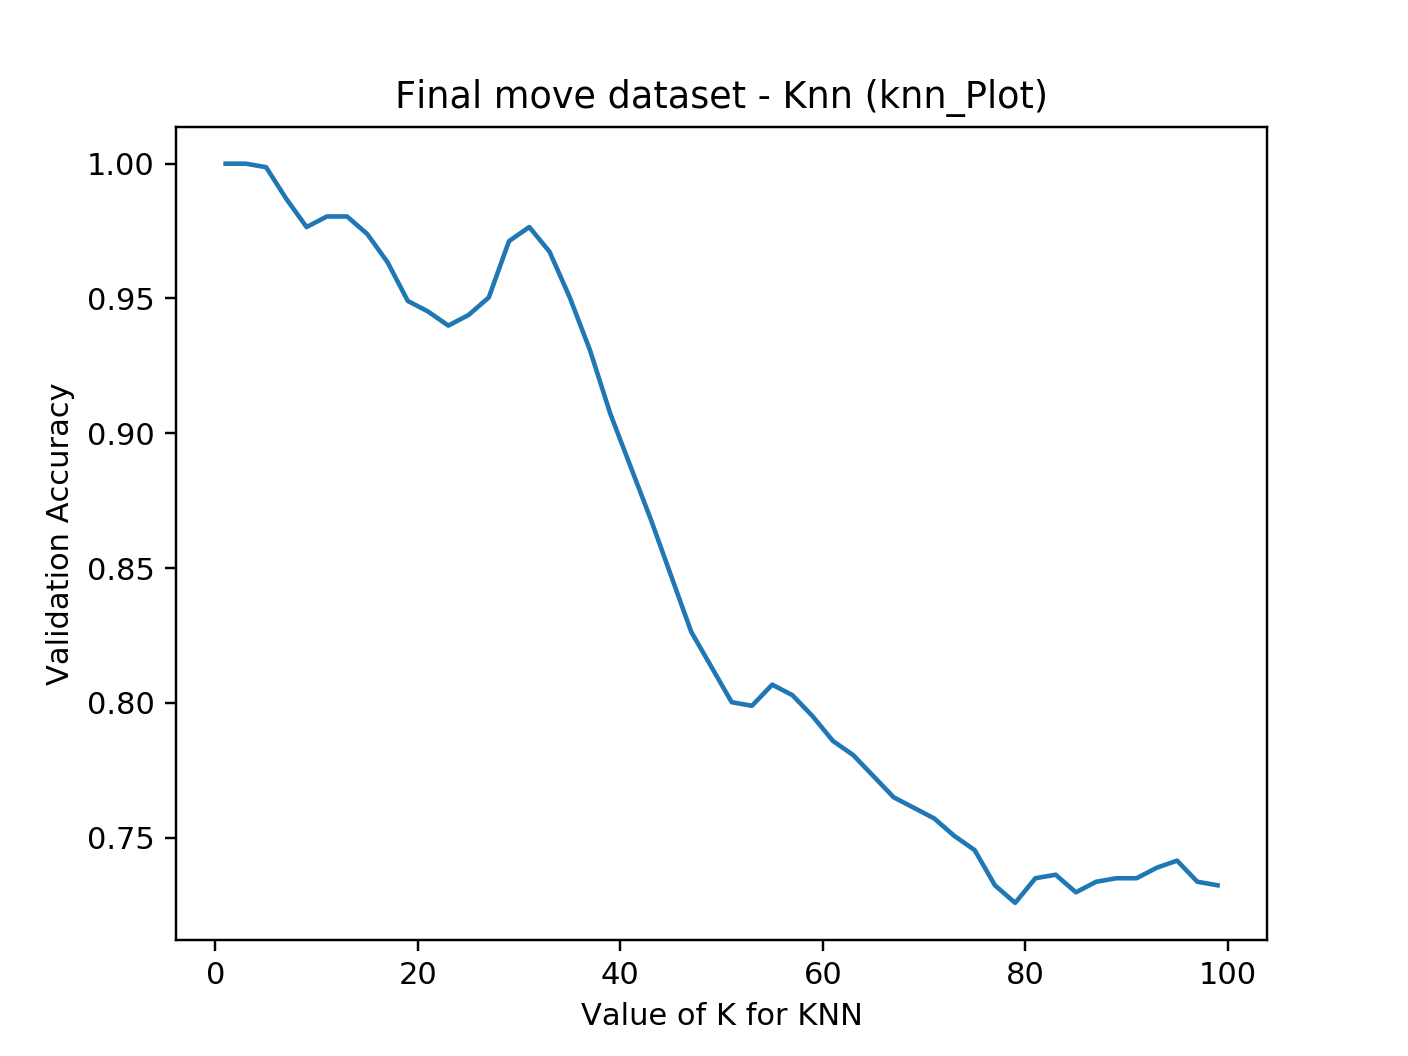 Final move dataset - Knn (knn_Plot)
1.00
0.95
0.90
0.85
0.80
0.75
Validation Accuracy
0 20 40 60 80 100
Value of K for KNN